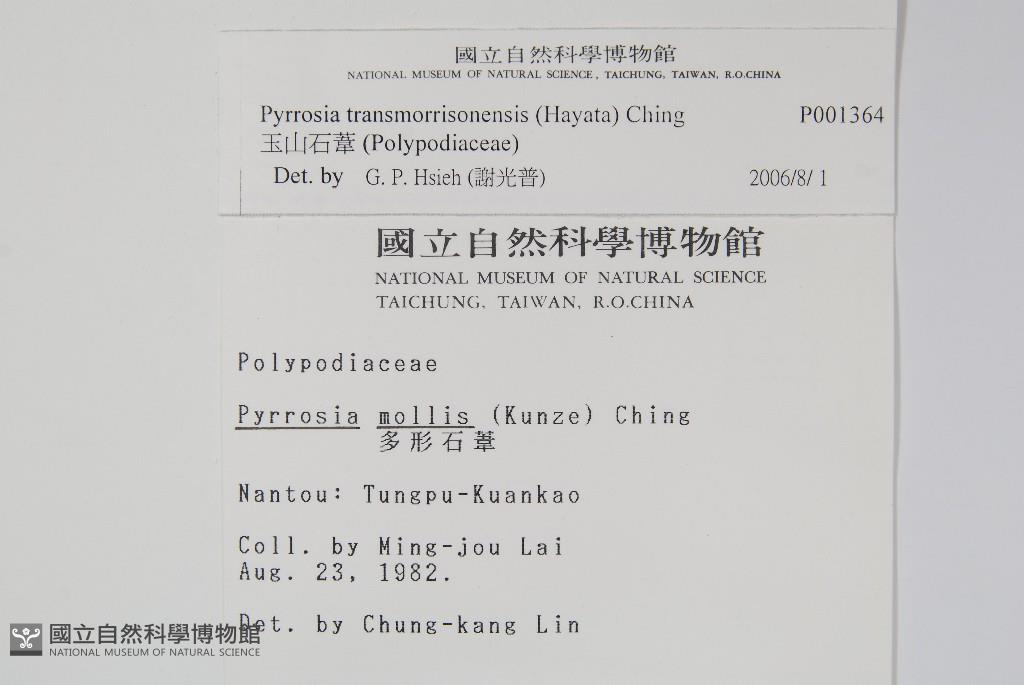 國立自然科學博物館
NATIONAL MUSEUM OF NATURAL SCIENCE, TAICHUNG, TAIWAN, R.O.CHINA
Pyrrosia transmorrisonensis (Hayata) Ching P001364
玉山石葦 (Polypodiaceae)
Det. by G. P. Hsieh (謝光普) 2006/8/ 1
國立自然科學博物館
NATIONAL MUSEUM OF NATURAL SCIENCE
TAICHUNG, TAIWAN, R.O.CHINA
Polypodiaceae
Pyrrosia mollis (Kunze) Ching
多形石葦
Nantou: Tungpu-Kuankao
Coll. by Ming-jou Lai
Aug. 23, 1982.
Det. by Chung-kang Lin
國立自然科學博物館
NATIONAL MUSEUM OF NATURAL SCIENCE